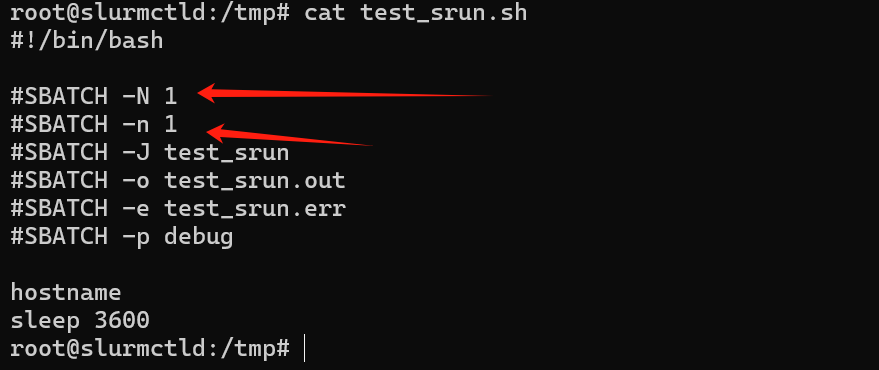 root@slurmctld:/tmp# cat test_srun.sh
#!/bin/bash
#SBATCH -N 1
#SBATCH -n 1
#SBATCH -J test_srun
#SBATCH -o test_srun.out
#SBATCH -e test_srun.err
#SBATCH -p debug
hostname
sleep 3600
root@slurmctld:/tmp#